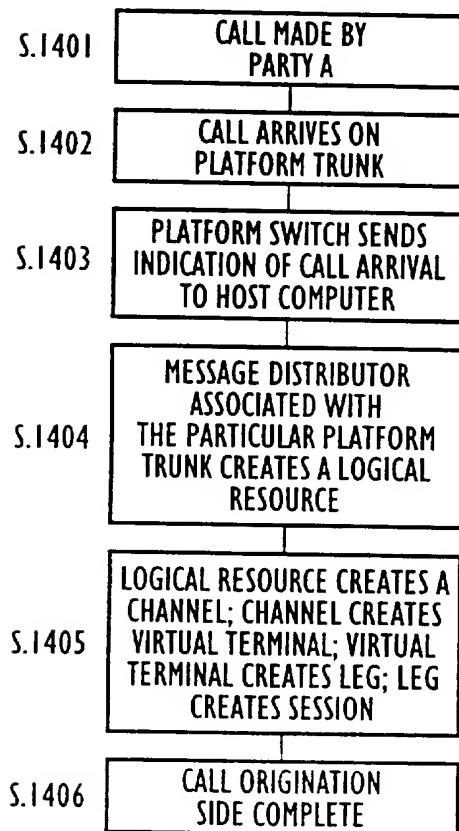 S.1401
CALL MADE BY
PARTY A
S.1402
CALL ARRIVES ON
PLATFORM TRUNK
S.1403
PLATFORM SWITCH SENDS
INDICATION OF CALL ARRIVAL
TO HOST COMPUTER
S.1404
MESSAGE DISTRIBUTOR
ASSOCIATED WITH
THE PARTICULAR PLATFORM
TRUNK CREATES A LOGICAL
RESOURCE
S.1405
LOGICAL RESOURCE CREATES A
CHANNEL; CHANNEL CREATES
VIRTUAL TERMINAL; VIRTUAL
TERMINAL CREATES LEG; LEG
CREATES SESSION
S.1406
CALL ORIGINATION
SIDE COMPLETE